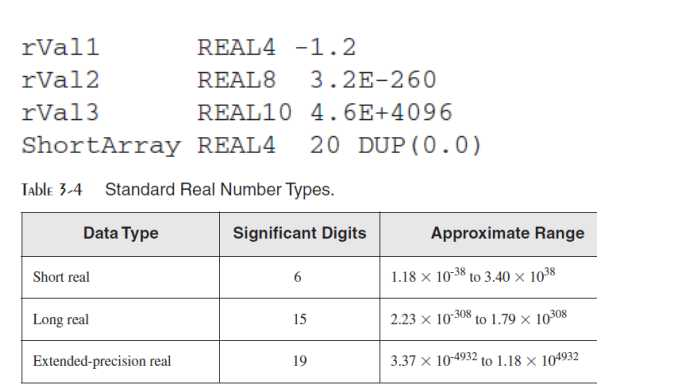 rVal1 REAL4 -1.2
rVal2 REAL8 3.2E-260
rVal3 REAL10 4.6E+4096
ShortArray REAL4 20 DUP(0.0)
Table 3-4 Standard Real Number Types.
Data Type Significant Digits Approximate Range
Short real 6 1.18 × 10⁻³⁸ to 3.40 × 10³⁸
Long real 15 2.23 × 10⁻³⁰⁸ to 1.79 × 10³⁰⁸
Extended-precision real 19 3.37 × 10⁻⁴⁹³² to 1.18 × 10⁴⁹³²